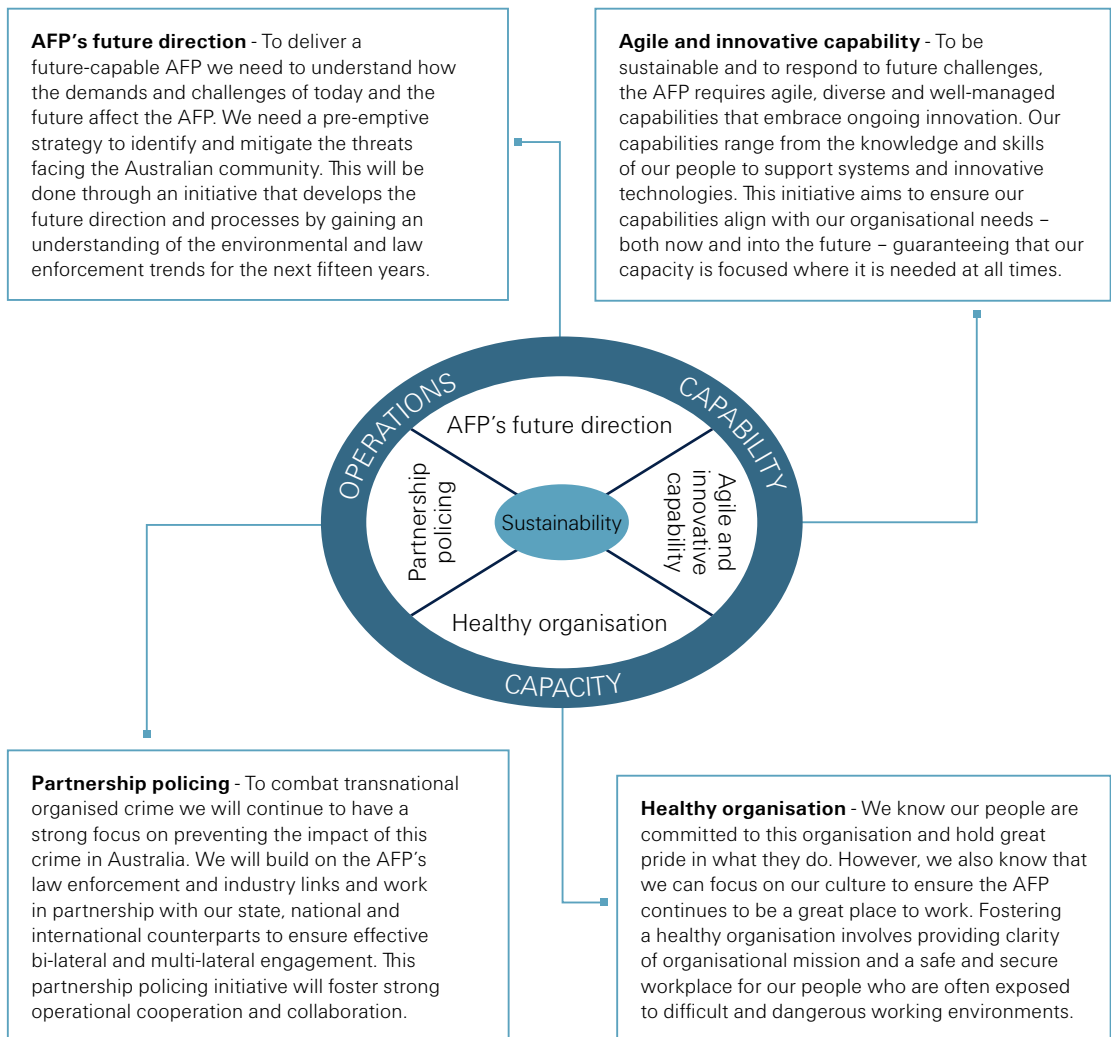 AFP's future direction - To deliver a
future-capable AFP we need to understand how
the demands and challenges of today and the
future affect the AFP. We need a pre-emptive
strategy to identify and mitigate the threats
facing the Australian community. This will be
done through an initiative that develops the
future direction and processes by gaining an
understanding of the environmental and law
enforcement trends for the next fifteen years.
Agile and innovative capability - To be
sustainable and to respond to future challenges,
the AFP requires agile, diverse and well-managed
capabilities that embrace ongoing innovation. Our
capabilities range from the knowledge and skills
of our people to support systems and innovative
technologies. This initiative aims to ensure our
capabilities align with our organisational needs –
both now and into the future – guaranteeing that our
capacity is focused where it is needed at all times.
OPERATIONS
CAPABILITY
AFP's future direction
Partnership
policing
Sustainability
Agile and
innovative
capability
Healthy organisation
CAPACITY
Partnership policing - To combat transnational
organised crime we will continue to have a
strong focus on preventing the impact of this
crime in Australia. We will build on the AFP's
law enforcement and industry links and work
in partnership with our state, national and
international counterparts to ensure effective
bi-lateral and multi-lateral engagement. This
partnership policing initiative will foster strong
operational cooperation and collaboration.
Healthy organisation - We know our people are
committed to this organisation and hold great
pride in what they do. However, we also know that
we can focus on our culture to ensure the AFP
continues to be a great place to work. Fostering
a healthy organisation involves providing clarity
of organisational mission and a safe and secure
workplace for our people who are often exposed
to difficult and dangerous working environments.